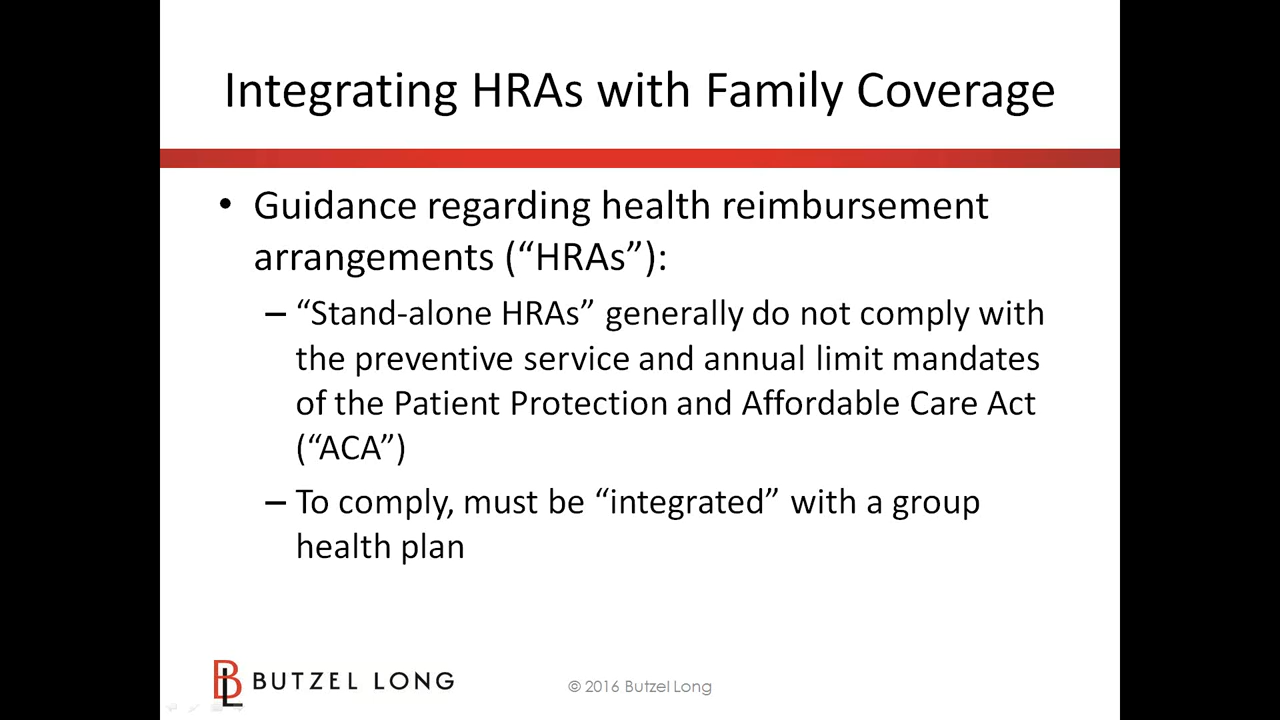 Integrating HRAs with Family Coverage
• Guidance regarding health reimbursement
arrangements (“HRAs”):
– “Stand-alone HRAs” generally do not comply with
the preventive service and annual limit mandates
of the Patient Protection and Affordable Care Act
(“ACA”)
– To comply, must be “integrated” with a group
health plan
BL BUTZEL LONG
© 2016 Butzel Long